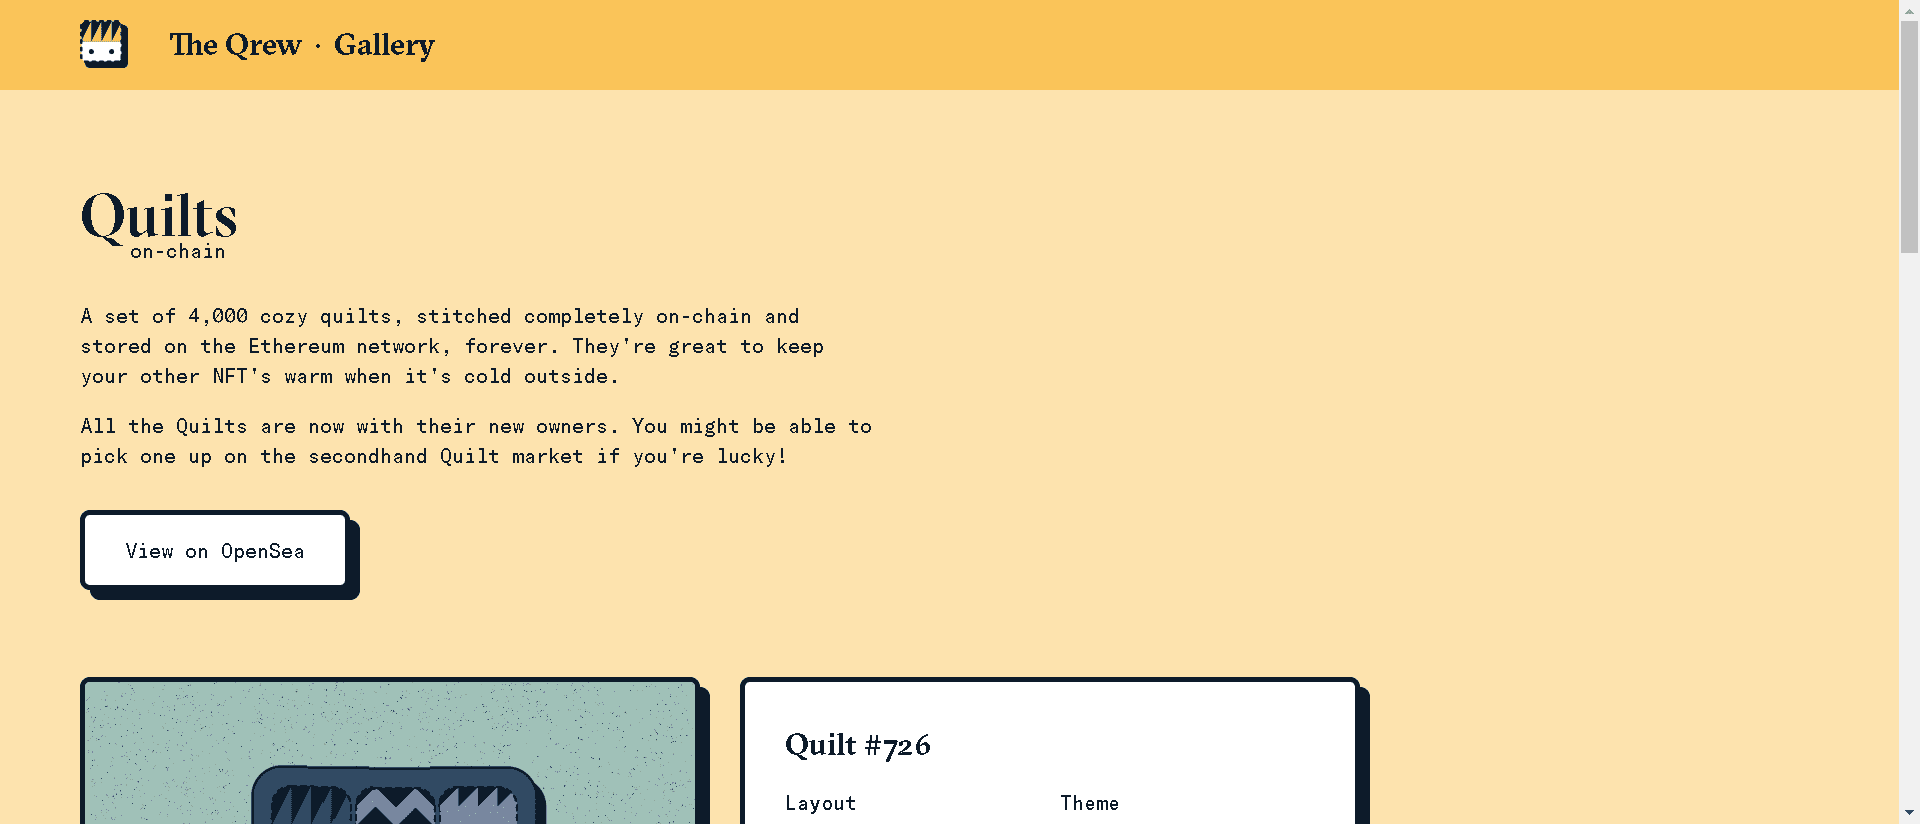 The Qrew · Gallery
Quilts
on-chain
A set of 4,000 cozy quilts, stitched completely on-chain and
stored on the Ethereum network, forever. They're great to keep
your other NFT's warm when it's cold outside.
All the Quilts are now with their new owners. You might be able to
pick one up on the secondhand Quilt market if you're lucky!
View on OpenSea
Quilt #726
Layout Theme